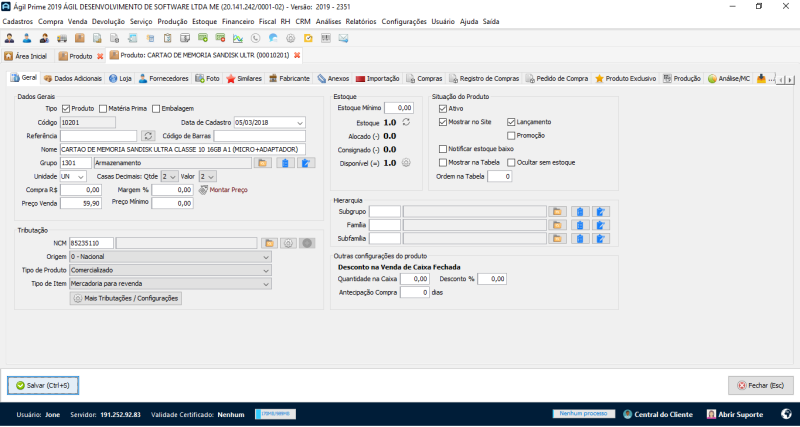 Ágil Prime 2019 ÁGIL DESENVOLVIMENTO DE SOFTWARE LTDA ME (20.141.242/0001-02) - Versão: 2019 - 2351
Cadastros Compra Venda Devolução Serviço Produção Estoque Financeiro Fiscal RH CRM Análises Relatórios Configurações Usuário Ajuda Saída
Área Inicial Produto Produto: CARTAO DE MEMORIA SANDISK ULTR (00010201)
Geral Dados Adicionais Loja Fornecedores Foto Similares Fabricante Anexos Importação Compras Registro de Compras Pedido de Compra Produto Exclusivo Produção Análise/MC
Dados Gerais
Tipo Produto Matéria Prima Embalagem
Código 10201 Data de Cadastro 05/03/2018
Referência Código de Barras
Nome CARTAO DE MEMORIA SANDISK ULTRA CLASSE 10 16GB A1 (MICRO+ADAPTADOR)
Grupo 1301 Armazenamento
Unidade UN Casas Decimais: Qtde 2 Valor 2
Compra R$ 0,00 Margem % 0,00 Montar Preço
Preço Venda 59,90 Preço Mínimo 0,00
Estoque
Estoque Mínimo 0,00
Estoque 1.0
Alocado (-) 0.0
Consignado (-) 0.0
Disponível (=) 1.0
Situação do Produto
Ativo
Mostrar no Site Lançamento
Promoção
Notificar estoque baixo
Mostrar na Tabela Ocultar sem estoque
Ordem na Tabela 0
Hierarquia
Subgrupo
Família
Subfamília
Tributação
NCM 85235110
Origem 0 - Nacional
Tipo de Produto Comercializado
Tipo de Item Mercadoria para revenda
Mais Tributações / Configurações
Outras configurações do produto
Desconto na Venda de Caixa Fechada
Quantidade na Caixa 0,00 Desconto % 0,00
Antecipação Compra 0 dias
Salvar (Ctrl+S) Fechar (Esc)
Usuário: Jone Servidor: 191.252.92.83 Validade Certificado: Nenhum Nenhum processo Central do Cliente Abrir Suporte